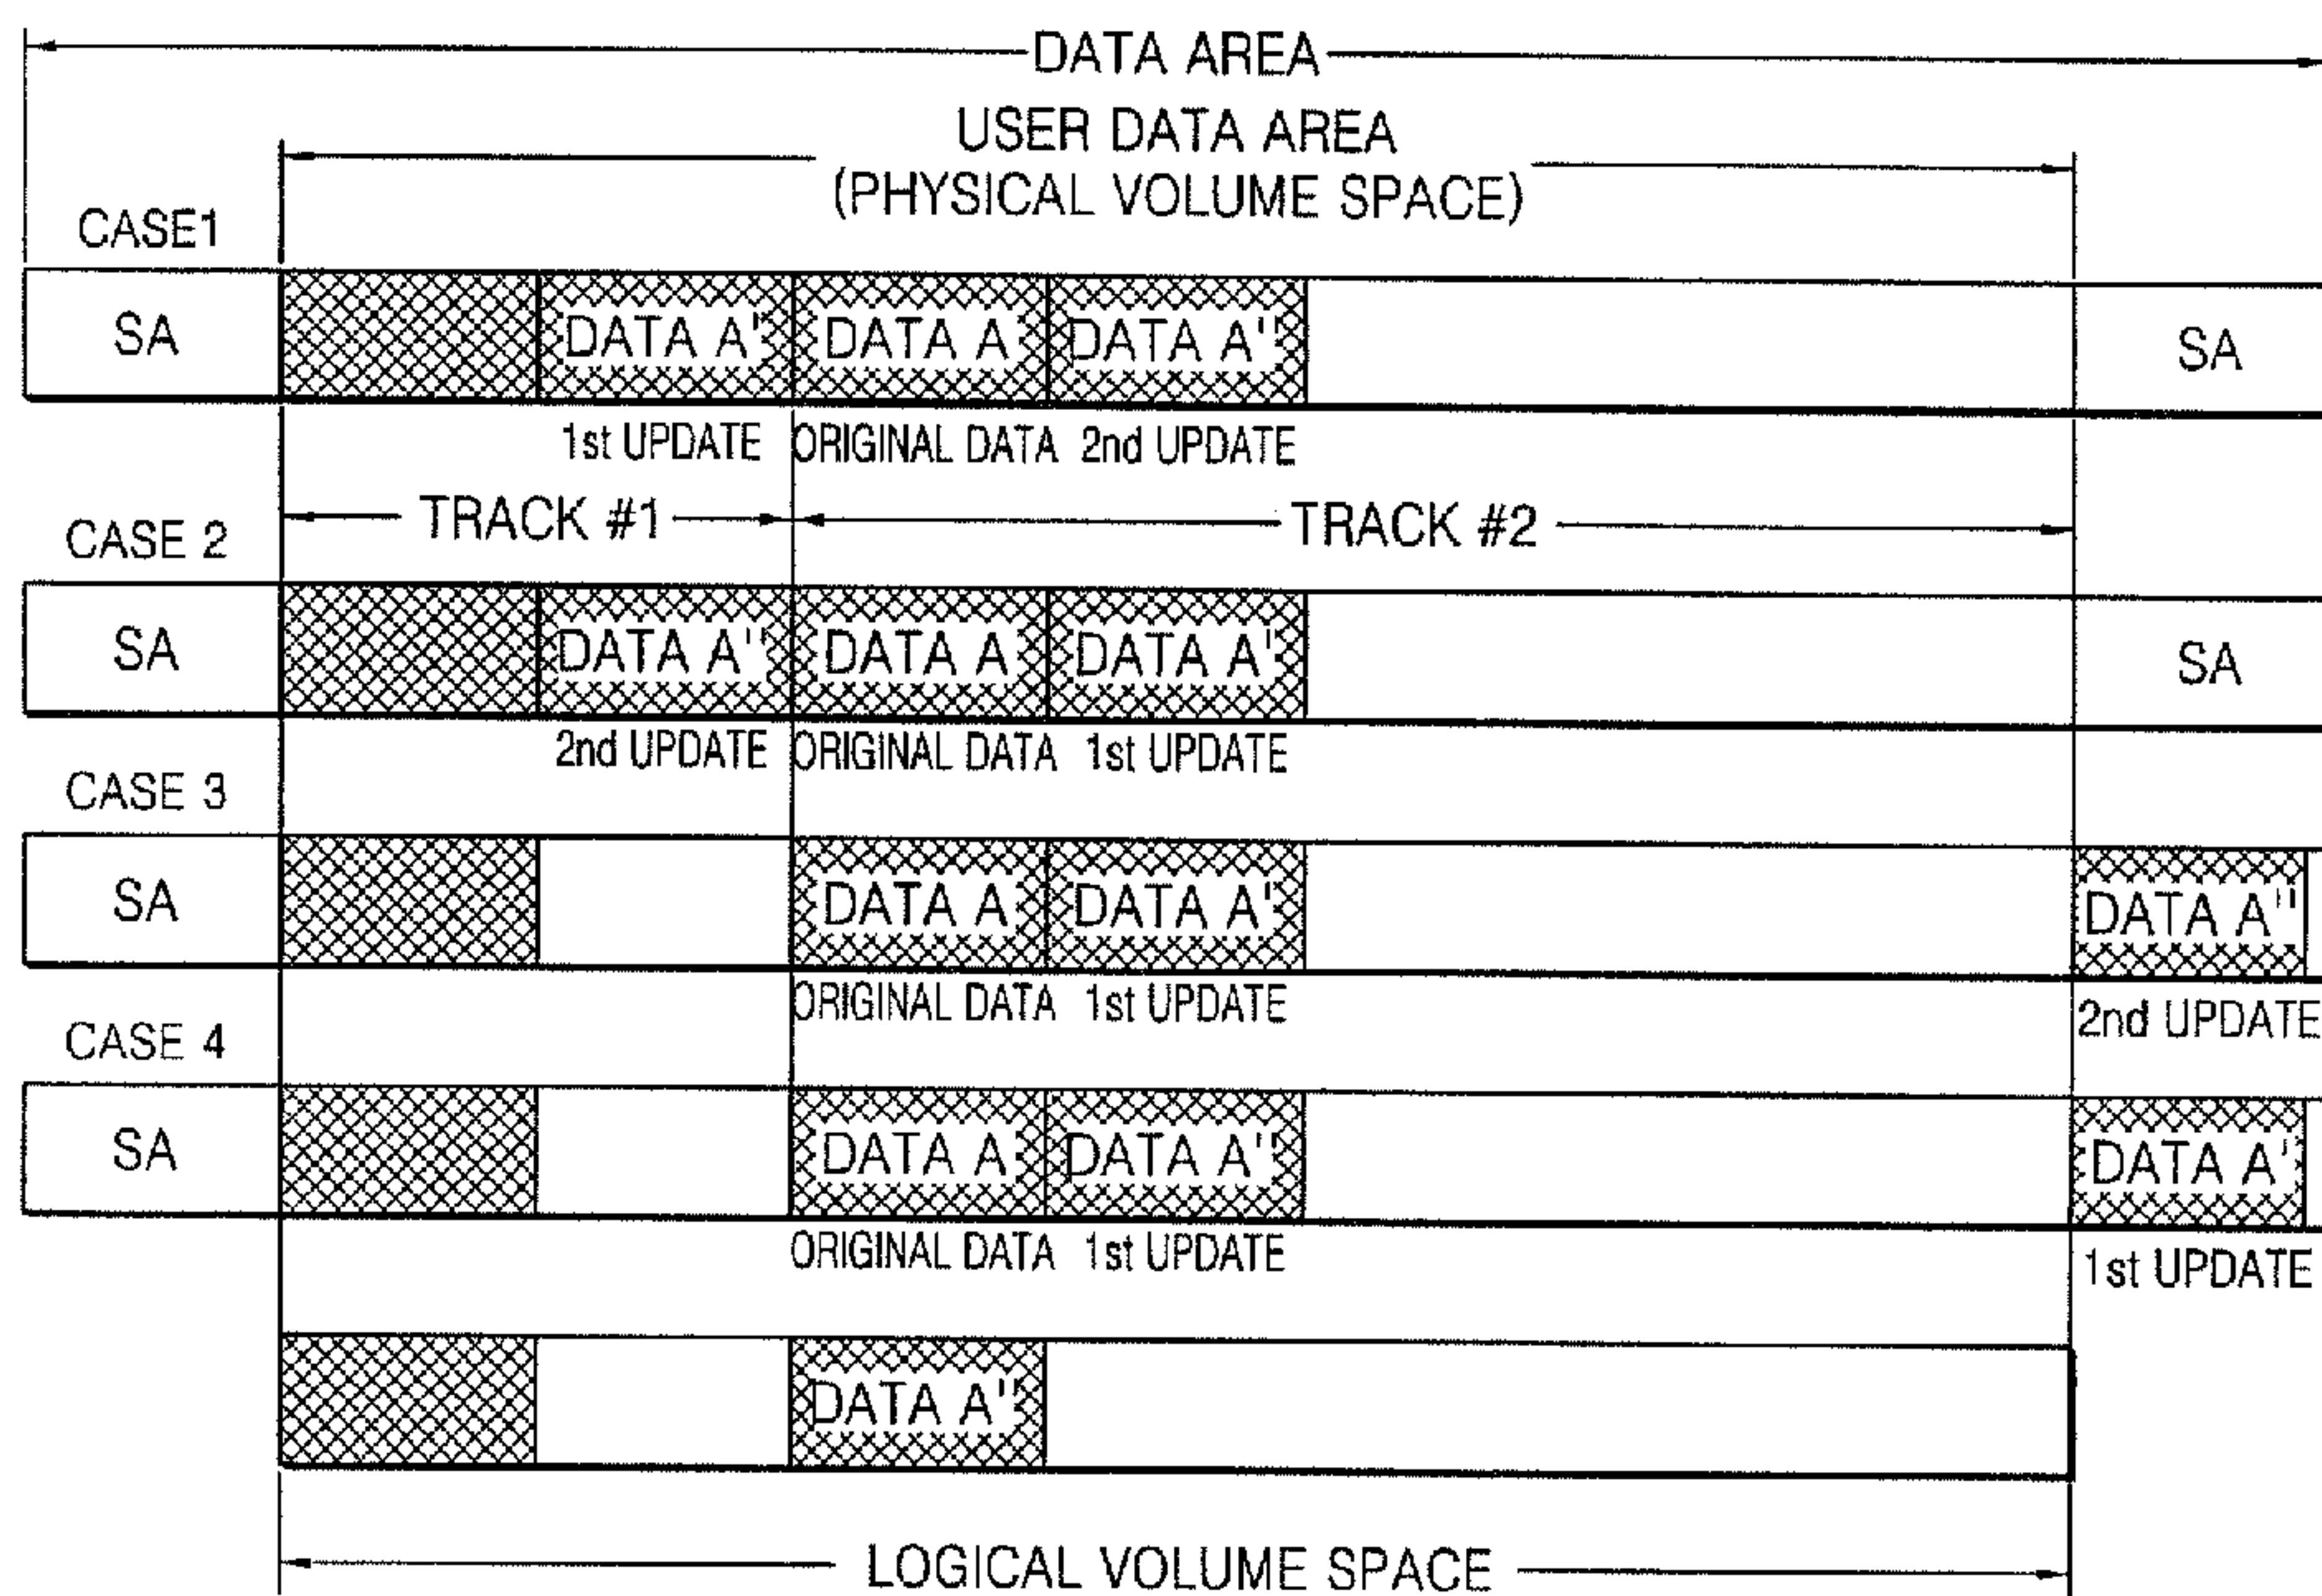 DATA AREA
USER DATA AREA
(PHYSICAL VOLUME SPACE)
CASE1
SA DATA A' DATA A DATA A" SA
1st UPDATE ORIGINAL DATA 2nd UPDATE
TRACK #1 TRACK #2
CASE 2
SA DATA A" DATA A DATA A' SA
2nd UPDATE ORIGINAL DATA 1st UPDATE
CASE 3
SA DATA A DATA A' DATA A"
ORIGINAL DATA 1st UPDATE 2nd UPDATE
CASE 4
SA DATA A DATA A" DATA A'
ORIGINAL DATA 1st UPDATE 1st UPDATE
DATA A"
LOGICAL VOLUME SPACE